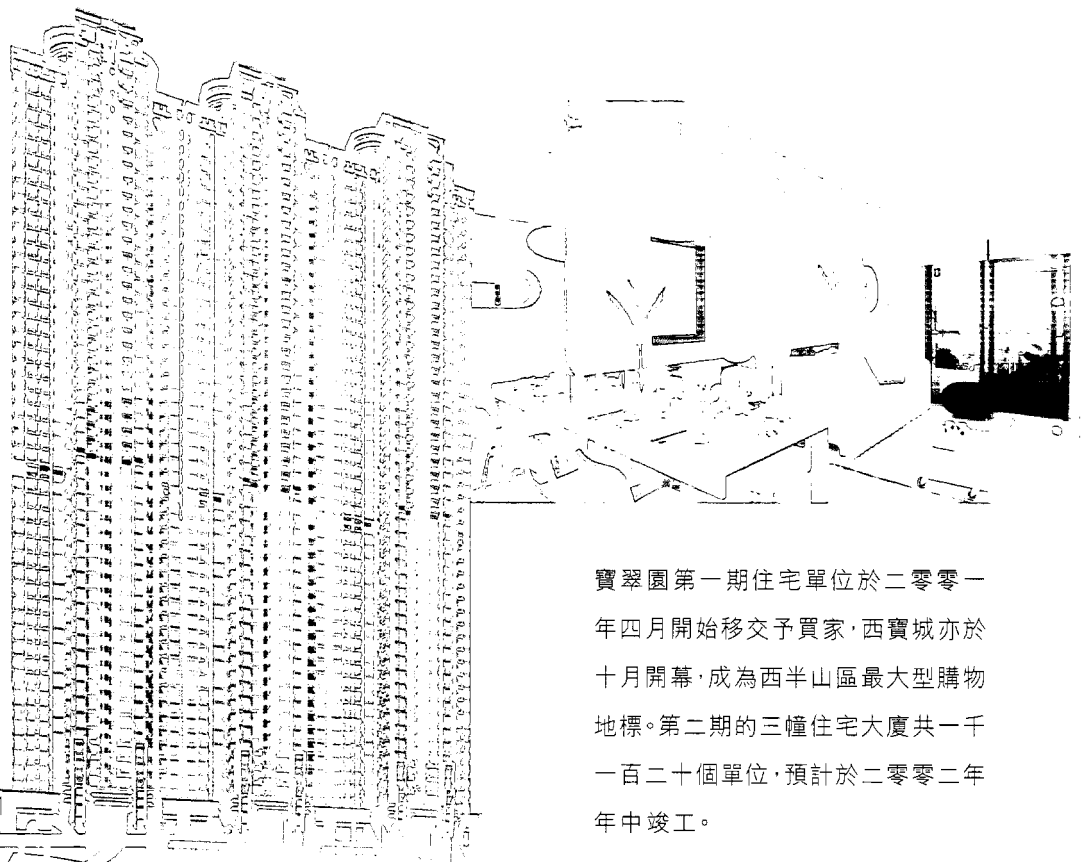 寶翠園第一期住宅單位於二零零一
年四月開始移交予買家，西寶城亦於
十月開幕，成為西半山區最大型購物
地標。第二期的三幢住宅大廈共一千
一百二十個單位，預計於二零零二年
年中竣工。